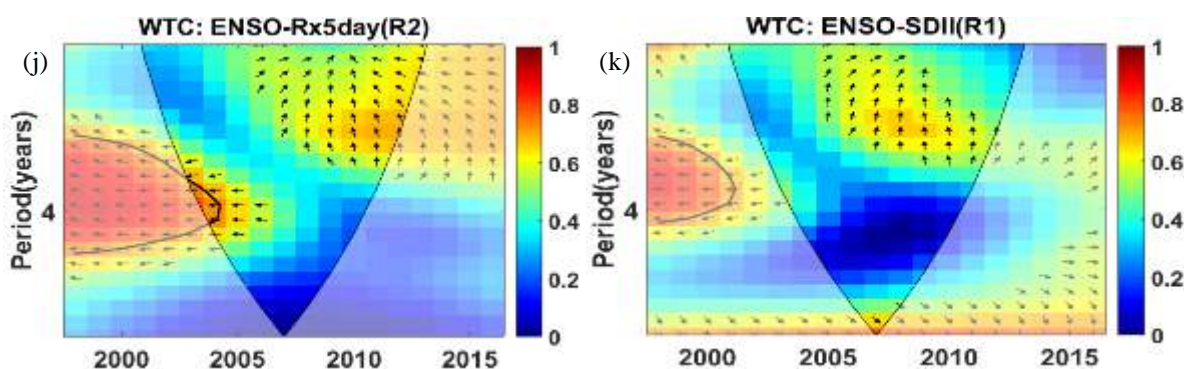 WTC: ENSO-Rx5day(R2)
(j)
Period(years)
4
2000 2005 2010 2015
1
0.8
0.6
0.4
0.2
0
WTC: ENSO-SDII(R1)
(k)
Period(years)
4
2000 2005 2010 2015
1
0.8
0.6
0.4
0.2
0